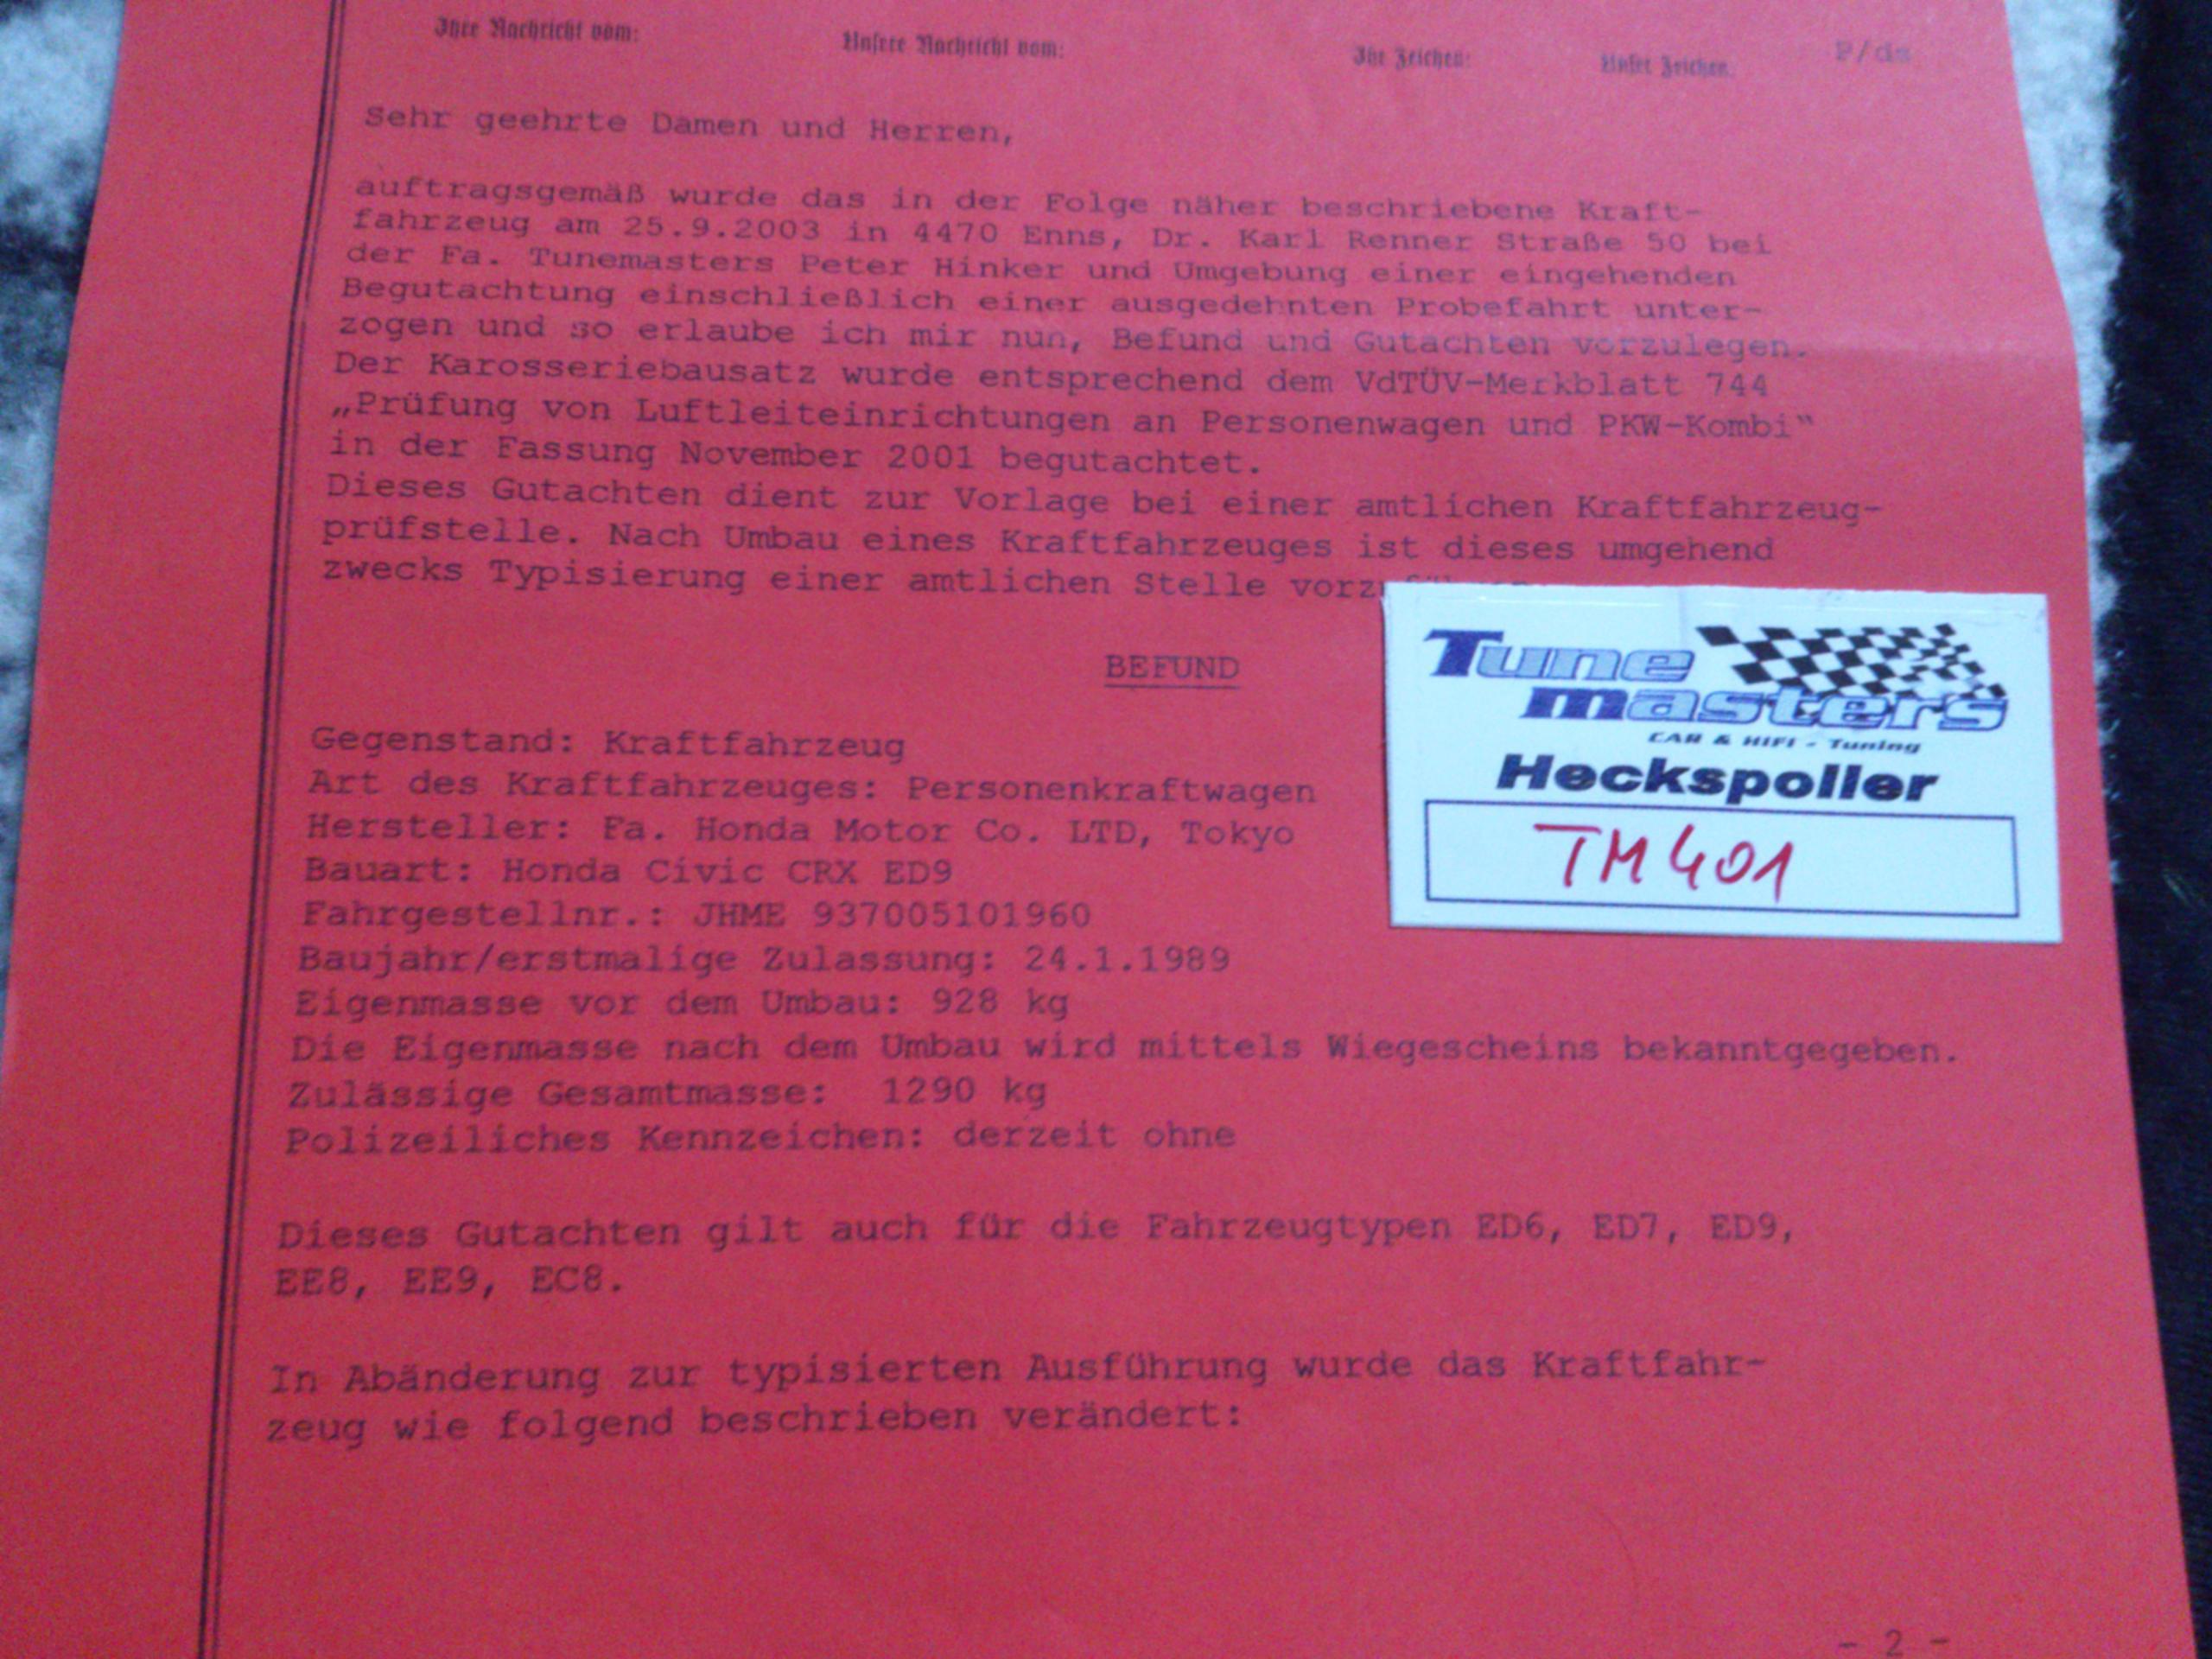 Ihre Nachricht vom: Unsere Nachricht vom: Ihr Zeichen: Unser Zeichen: P/ds
Sehr geehrte Damen und Herren,
auftragsgemäß wurde das in der Folge näher beschriebene Kraft-
fahrzeug am 25.9.2003 in 4470 Enns, Dr. Karl Renner Straße 50 bei
der Fa. Tunemasters Peter Hinker und Umgebung einer eingehenden
Begutachtung einschließlich einer ausgedehnten Probefahrt unter-
zogen und so erlaube ich mir nun, Befund und Gutachten vorzulegen.
Der Karosseriebausatz wurde entsprechend dem VdTÜV-Merkblatt 744
„Prüfung von Luftleiteinrichtungen an Personenwagen und PKW-Kombi“
in der Fassung November 2001 begutachtet.
Dieses Gutachten dient zur Vorlage bei einer amtlichen Kraftfahrzeug-
prüfstelle. Nach Umbau eines Kraftfahrzeuges ist dieses umgehend
zwecks Typisierung einer amtlichen Stelle
Tune
masters
CAR & HIFI - Tuning
Heckspoiler
TM401
BEFUND
Gegenstand: Kraftfahrzeug
Art des Kraftfahrzeuges: Personenkraftwagen
Hersteller: Fa. Honda Motor Co. LTD, Tokyo
Bauart: Honda Civic CRX ED9
Fahrgestellnr.: JHME 937005101960
Baujahr/erstmalige Zulassung: 24.1.1989
Eigenmasse vor dem Umbau: 928 kg
Die Eigenmasse nach dem Umbau wird mittels Wiegescheins bekanntgegeben.
Zulässige Gesamtmasse: 1290 kg
Polizeiliches Kennzeichen: derzeit ohne
Dieses Gutachten gilt auch für die Fahrzeugtypen ED6, ED7, ED9,
EE8, EE9, EC8.
In Abänderung zur typisierten Ausführung wurde das Kraftfahr-
zeug wie folgend beschrieben verändert:
- 2 -